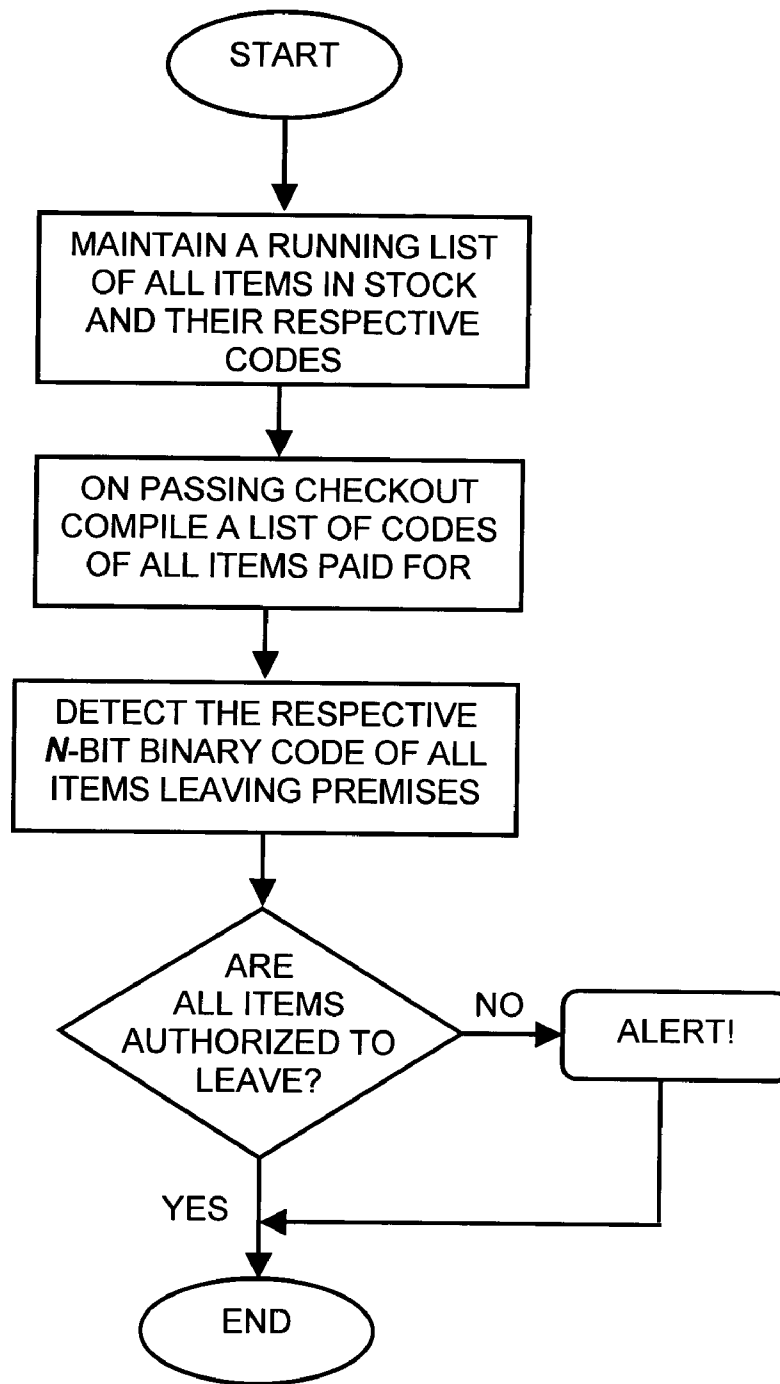 START
MAINTAIN A RUNNING LIST
OF ALL ITEMS IN STOCK
AND THEIR RESPECTIVE
CODES
ON PASSING CHECKOUT
COMPILE A LIST OF CODES
OF ALL ITEMS PAID FOR
DETECT THE RESPECTIVE
N-BIT BINARY CODE OF ALL
ITEMS LEAVING PREMISES
ARE
ALL ITEMS
AUTHORIZED TO
LEAVE?
NO
ALERT!
YES
END